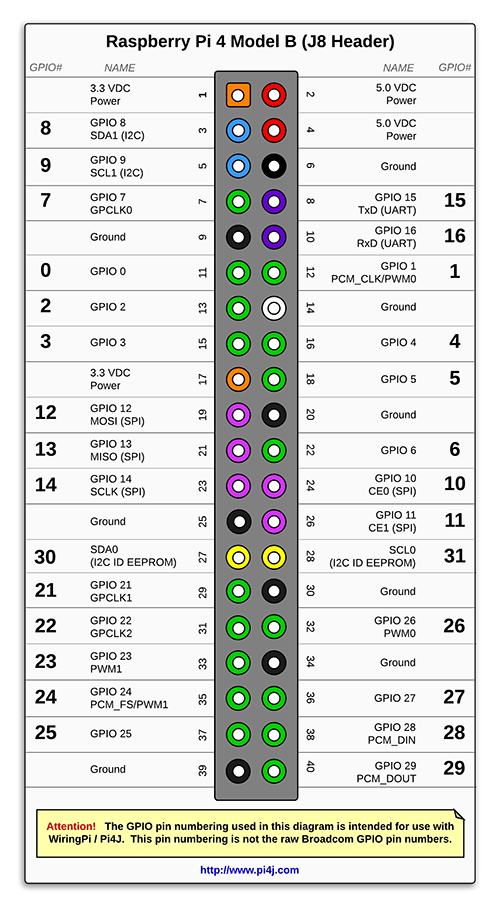 Raspberry Pi 4 Model B (J8 Header)
GPIO# NAME NAME GPIO#
3.3 VDC
Power
1 2
5.0 VDC
Power
8
GPIO 8
SDA1 (I2C)
3 4
5.0 VDC
Power
9
GPIO 9
SCL1 (I2C)
5 6
Ground
7
GPIO 7
GPCLK0
7 8
GPIO 15
TxD (UART)
15
Ground
9 10
GPIO 16
RxD (UART)
16
0
GPIO 0
11 12
GPIO 1
PCM_CLK/PWM0
1
2
GPIO 2
13 14
Ground
3
GPIO 3
15 16
GPIO 4
4
3.3 VDC
Power
17 18
GPIO 5
5
12
GPIO 12
MOSI (SPI)
19 20
Ground
13
GPIO 13
MISO (SPI)
21 22
GPIO 6
6
14
GPIO 14
SCLK (SPI)
23 24
GPIO 10
CE0 (SPI)
10
Ground
25 26
GPIO 11
CE1 (SPI)
11
30
SDA0
(I2C ID EEPROM)
27 28
SCL0
(I2C ID EEPROM)
31
21
GPIO 21
GPCLK1
29 30
Ground
22
GPIO 22
GPCLK2
31 32
GPIO 26
PWM0
26
23
GPIO 23
PWM1
33 34
Ground
24
GPIO 24
PCM_FS/PWM1
35 36
GPIO 27
27
25
GPIO 25
37 38
GPIO 28
PCM_DIN
28
Ground
39 40
GPIO 29
PCM_DOUT
29
Attention! The GPIO pin numbering used in this diagram is intended for use with
WiringPi / Pi4J. This pin numbering is not the raw Broadcom GPIO pin numbers.
http://www.pi4j.com